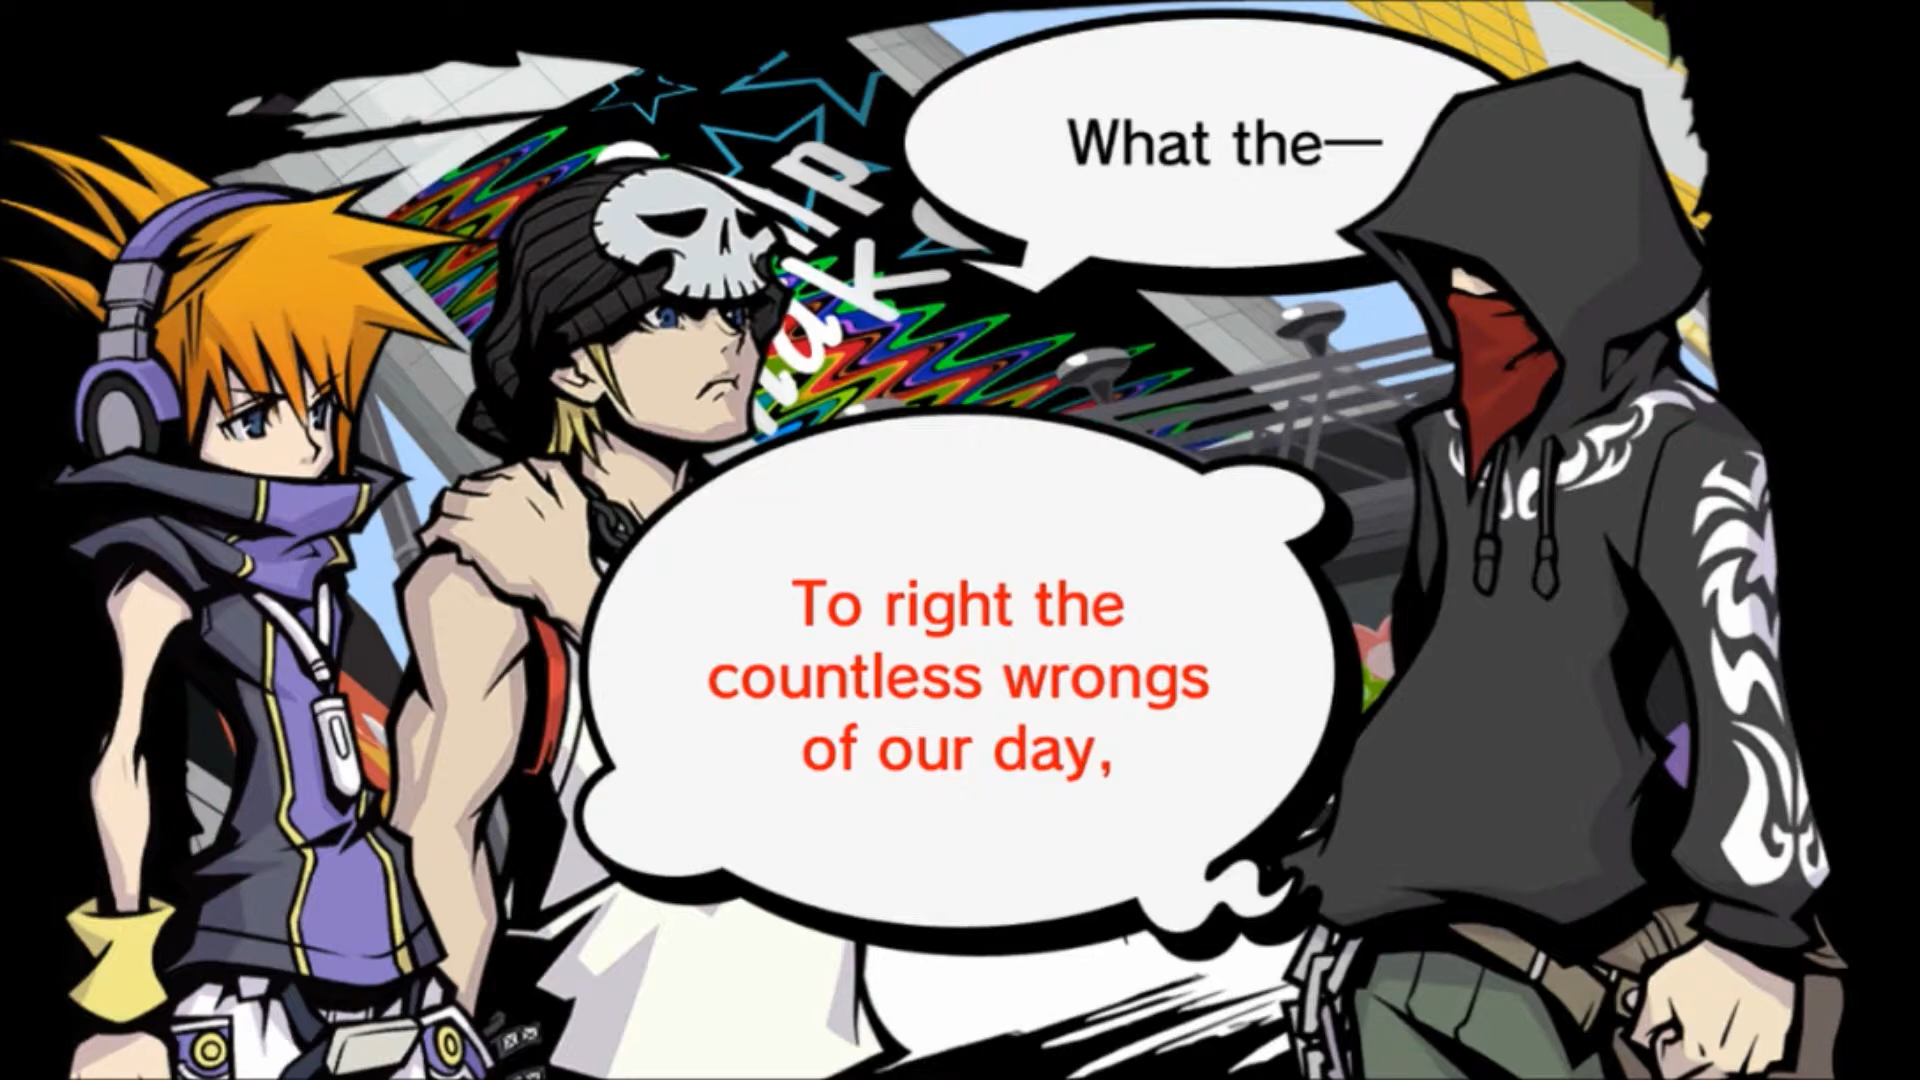 What the—
To right the
countless wrongs
of our day,